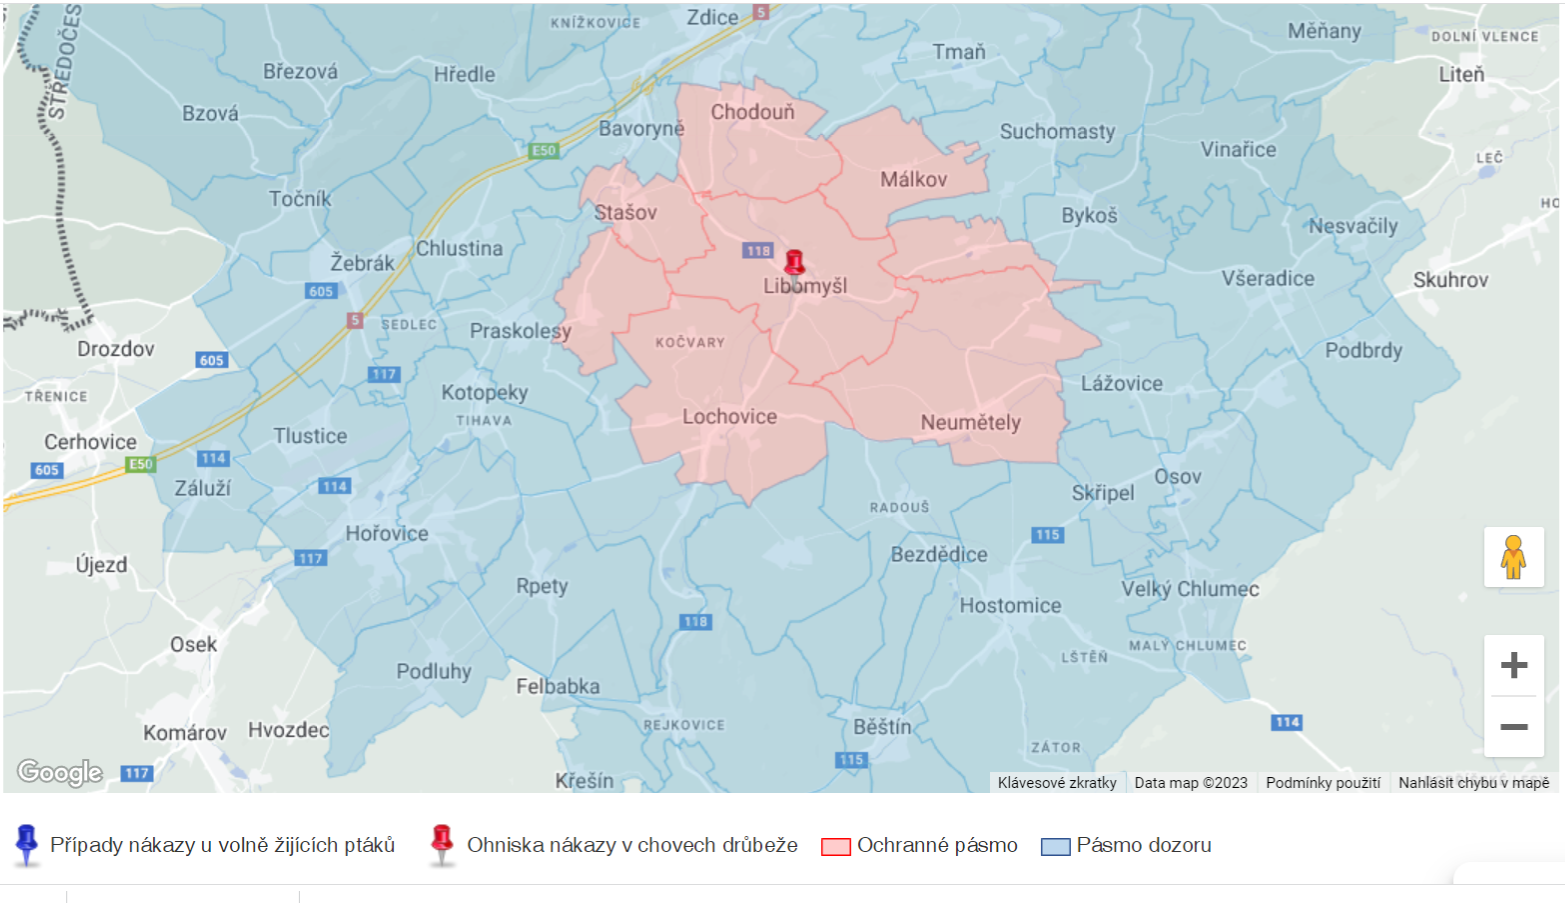 KNÍŽKOVICE
Zdice
5
STŘEDOČES
Měňany
DOLNÍ VLENCE
Tmaň
Březová
Hředle
Liteň
Bzová
Chodouň
Bavoryně
Suchomasty
E50
Vinařice
LEČ
Málkov
Točník
Stašov
Bykoš
HO
Nesvačily
Chlustina
118
Žebrák
Všeradice
Skuhrov
Libomyšl
605
5
SEDLEC
Praskolesy
KOČVARY
Drozdov
605
Podbrdy
117
Lážovice
TŘENICE
Kotopeky
TIHAVA
Lochovice
Neumětely
Cerhovice
Tlustice
E50
114
605
Osov
Záluží
114
Skřipel
RADOUŠ
Hořovice
115
Bezdědice
117
Újezd
Rpety
Velký Chlumec
Hostomice
118
Osek
MALÝ CHLUMEC
LŠTĚŇ
Podluhy
Felbabka
REJKOVICE
114
Komárov
Hvozdec
Běštín
ZÁTOR
115
Google
117
Křešín
Klávesové zkratky
Data map ©2023
Podmínky použití
Nahlásit chybu v mapě
Případy nákazy u volně žijících ptáků
Ohniska nákazy v chovech drůbeže
Ochranné pásmo
Pásmo dozoru